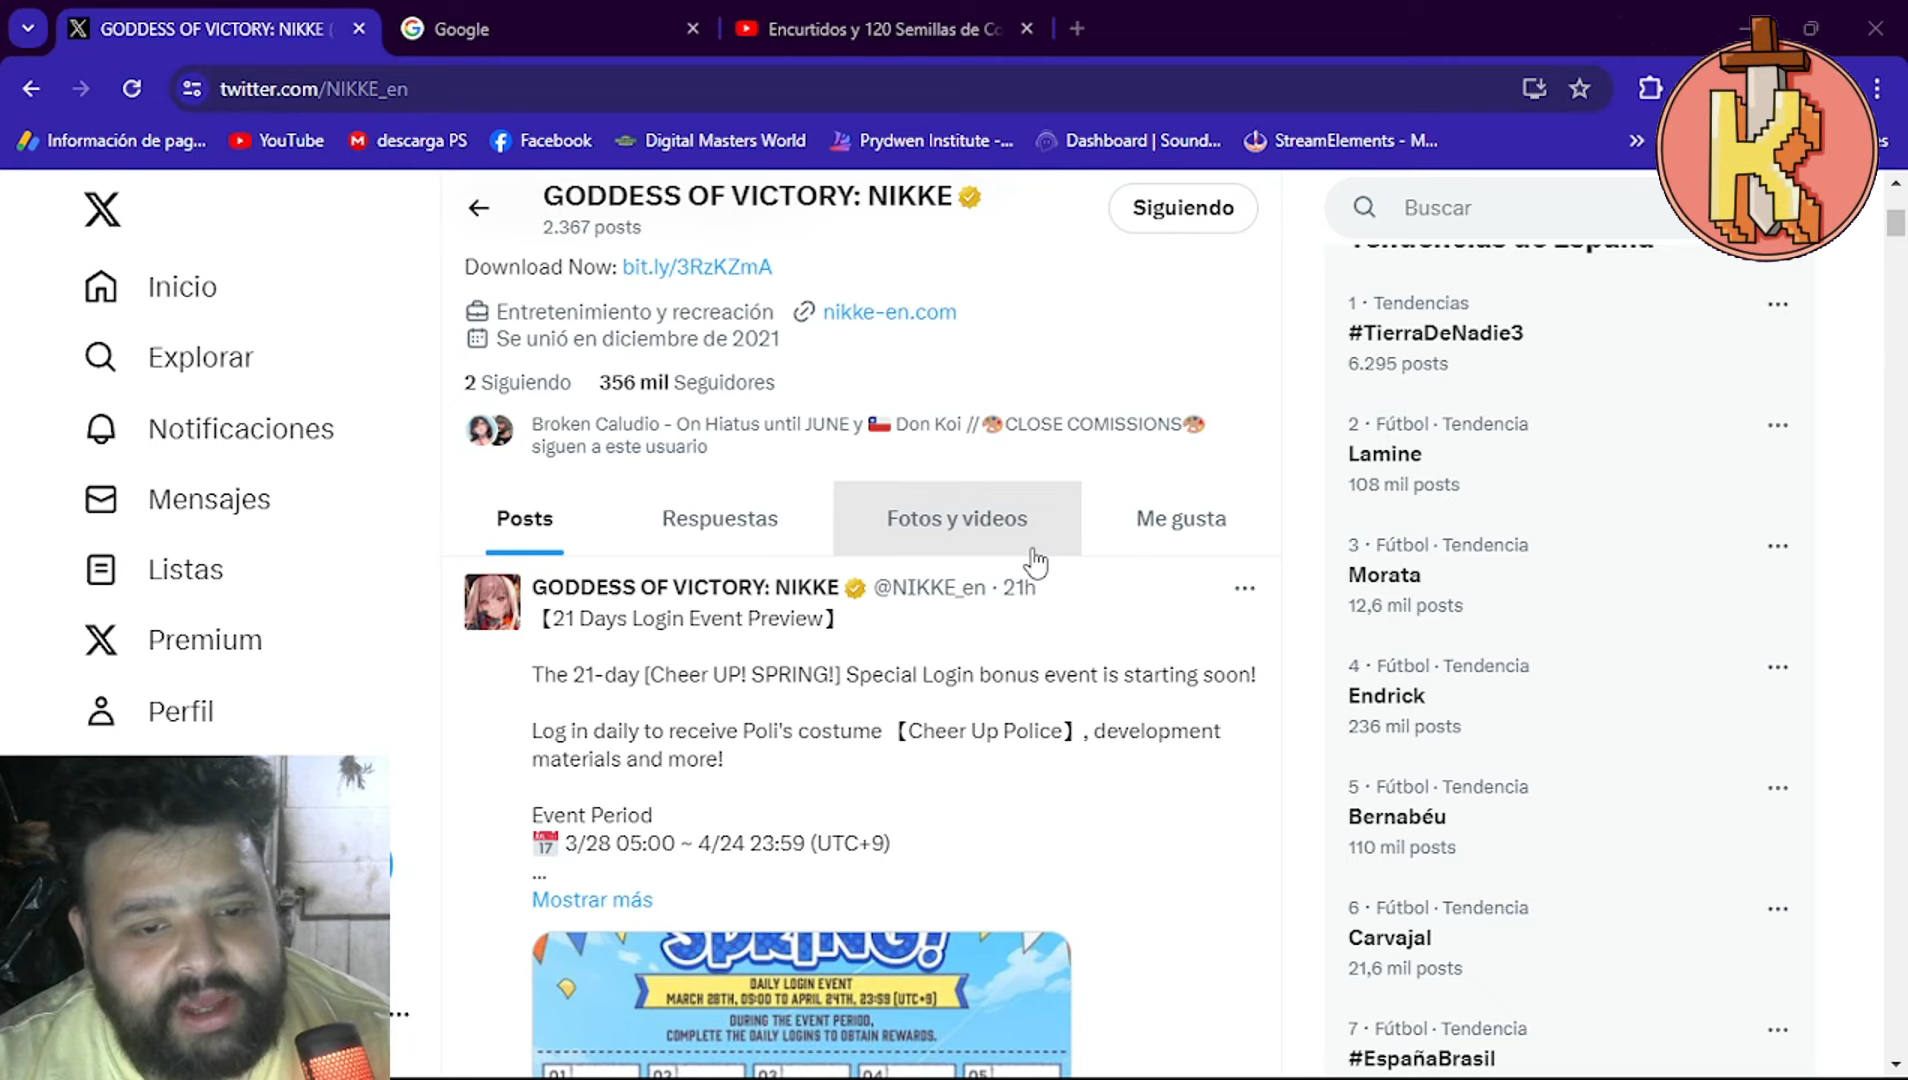 GODDESS OF VICTORY: NIKKE (
Google
Encurtidos y 120 Semillas de Co
twitter.com/NIKKE_en
Información de pag...
YouTube
descarga PS
Facebook
Digital Masters World
Prydwen Institute -...
Dashboard | Sound...
StreamElements - M...
»
K
GODDESS OF VICTORY: NIKKE
2.367 posts
Siguiendo
Buscar
Inicio
Explorar
Notificaciones
Mensajes
Listas
Premium
Perfil
Download Now: bit.ly/3RzKZmA
Entretenimiento y recreación nikke-en.com
Se unió en diciembre de 2021
2 Siguiendo 356 mil Seguidores
Broken Caludio - On Hiatus until JUNE y 🇨🇱 Don Koi //🎨CLOSE COMISSIONS🎨
siguen a este usuario
Posts
Respuestas
Fotos y videos
Me gusta
GODDESS OF VICTORY: NIKKE @NIKKE_en · 21h
【21 Days Login Event Preview】
The 21-day [Cheer UP! SPRING!] Special Login bonus event is starting soon!
Log in daily to receive Poli's costume 【Cheer Up Police】, development
materials and more!
Event Period
📅 3/28 05:00 ~ 4/24 23:59 (UTC+9)
...
Mostrar más
SPRING!
DAILY LOGIN EVENT
MARCH 28TH, 05:00 TO APRIL 24TH, 23:59 (UTC+9)
DURING THE EVENT PERIOD,
COMPLETE THE DAILY LOGINS TO OBTAIN REWARDS.
01 02 03 04 05
Tendencias de España
1 · Tendencias
#TierraDeNadie3
6.295 posts
2 · Fútbol · Tendencia
Lamine
108 mil posts
3 · Fútbol · Tendencia
Morata
12,6 mil posts
4 · Fútbol · Tendencia
Endrick
236 mil posts
5 · Fútbol · Tendencia
Bernabéu
110 mil posts
6 · Fútbol · Tendencia
Carvajal
21,6 mil posts
7 · Fútbol · Tendencia
#EspañaBrasil